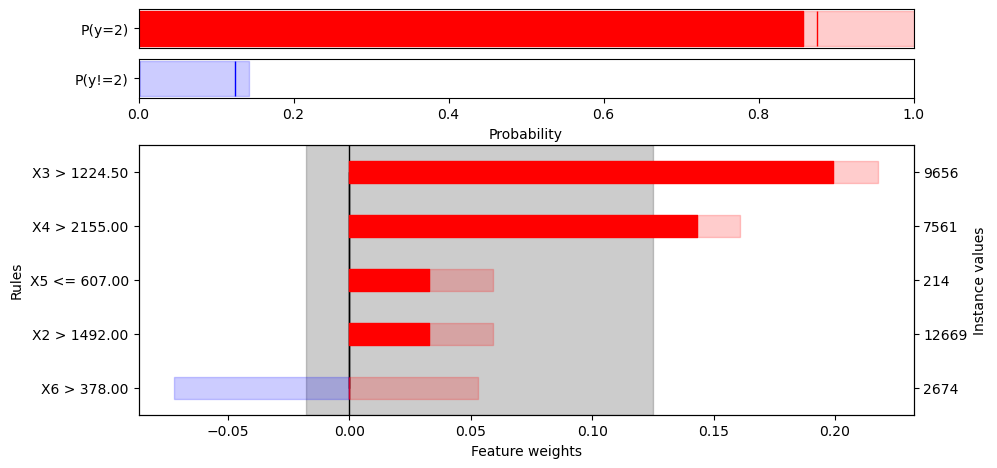 P(y=2)
P(y!=2)
0.0 0.2 0.4 0.6 0.8 1.0
Probability
X3 > 1224.50 9656
X4 > 2155.00 7561
X5 <= 607.00 214
X2 > 1492.00 12669
X6 > 378.00 2674
Rules
Instance values
−0.05 0.00 0.05 0.10 0.15 0.20
Feature weights